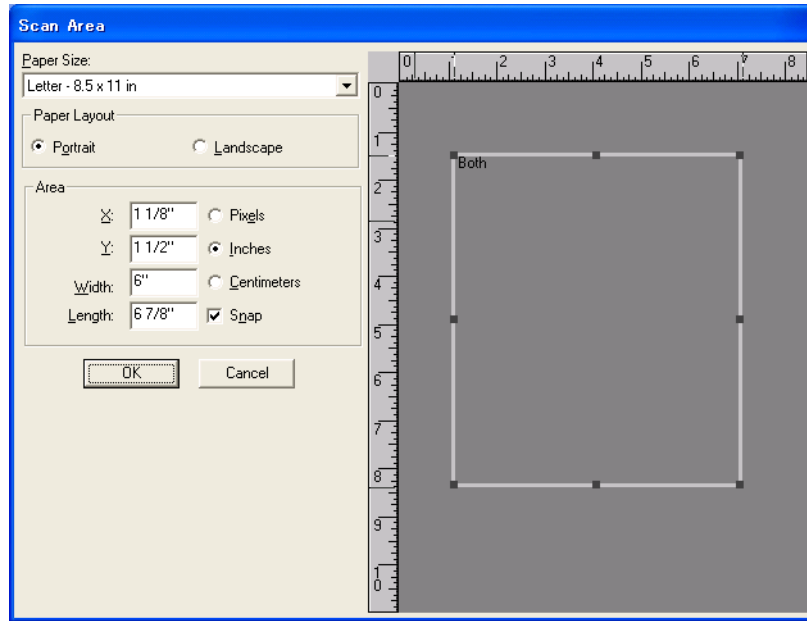 Scan Area
Paper Size:
Letter - 8.5 x 11 in
Paper Layout
Portrait
Landscape
Area
X: 1 1/8" Pixels
Y: 1 1/2" Inches
Width: 6" Centimeters
Length: 6 7/8" Snap
OK Cancel
0 1 2 3 4 5 6 7 8
0
1
2
3
4
5
6
7
8
9
10
Both